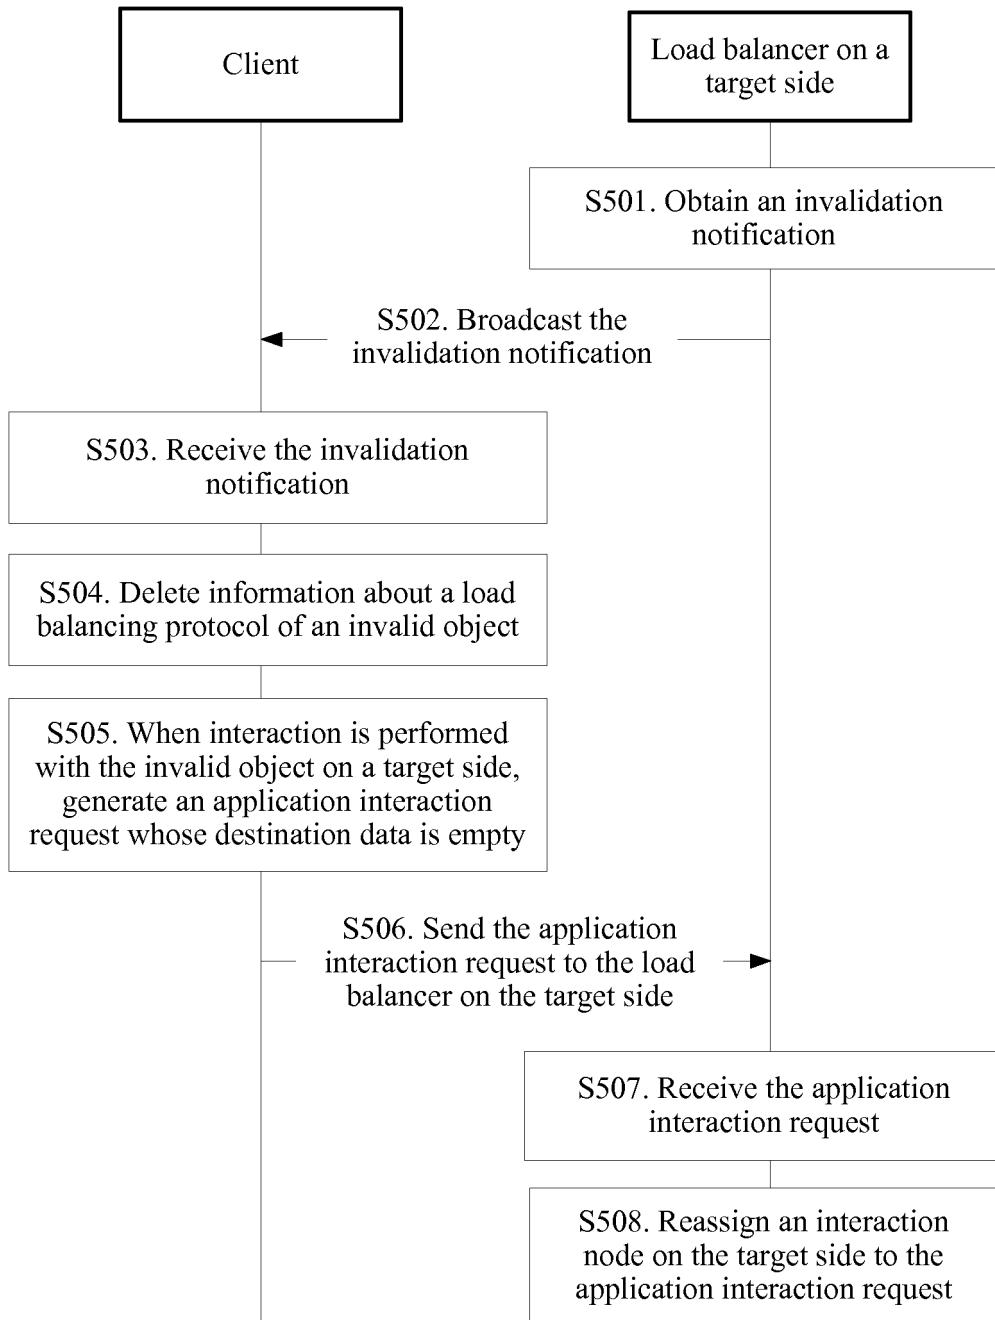 Client
Load balancer on a
target side
S501. Obtain an invalidation
notification
S502. Broadcast the
invalidation notification
S503. Receive the invalidation
notification
S504. Delete information about a load
balancing protocol of an invalid object
S505. When interaction is performed
with the invalid object on a target side,
generate an application interaction
request whose destination data is empty
S506. Send the application
interaction request to the load
balancer on the target side
S507. Receive the application
interaction request
S508. Reassign an interaction
node on the target side to the
application interaction request